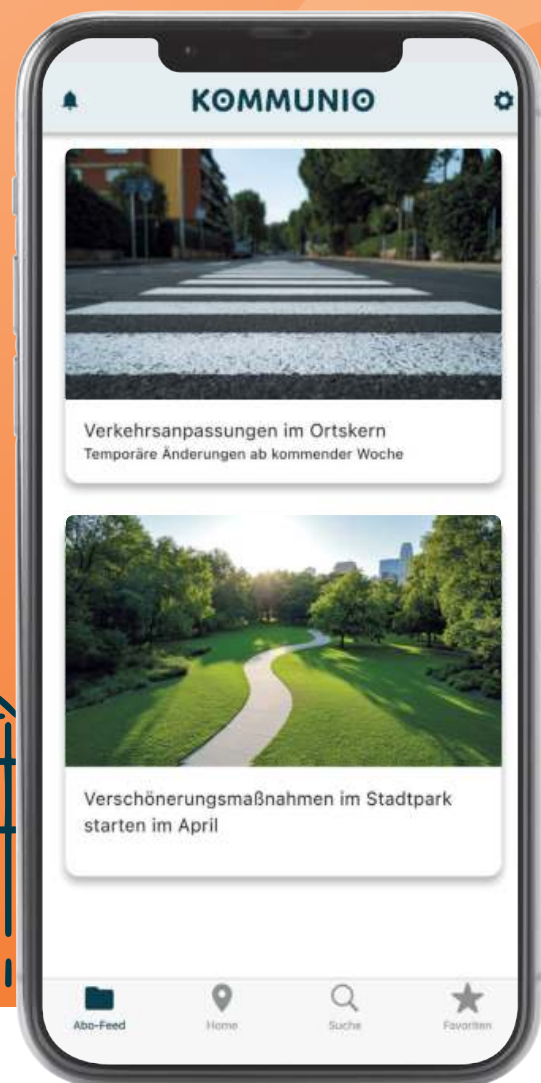 KOMMUNIO
Verkehrsanpassungen im Ortskern
Temporäre Änderungen ab kommender Woche
Verschönerungsmaßnahmen im Stadtpark
starten im April
Abo-Feed Home Suche Favoriten